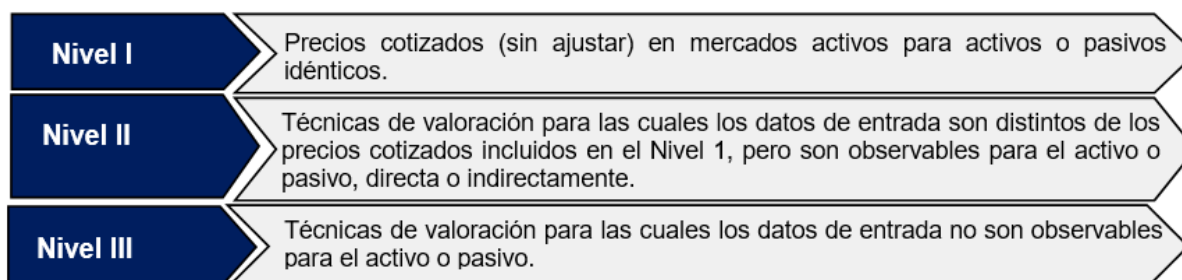 Nivel I
Precios cotizados (sin ajustar) en mercados activos para activos o pasivos
idénticos.
Nivel II
Técnicas de valoración para las cuales los datos de entrada son distintos de los
precios cotizados incluidos en el Nivel 1, pero son observables para el activo o
pasivo, directa o indirectamente.
Nivel III
Técnicas de valoración para las cuales los datos de entrada no son observables
para el activo o pasivo.